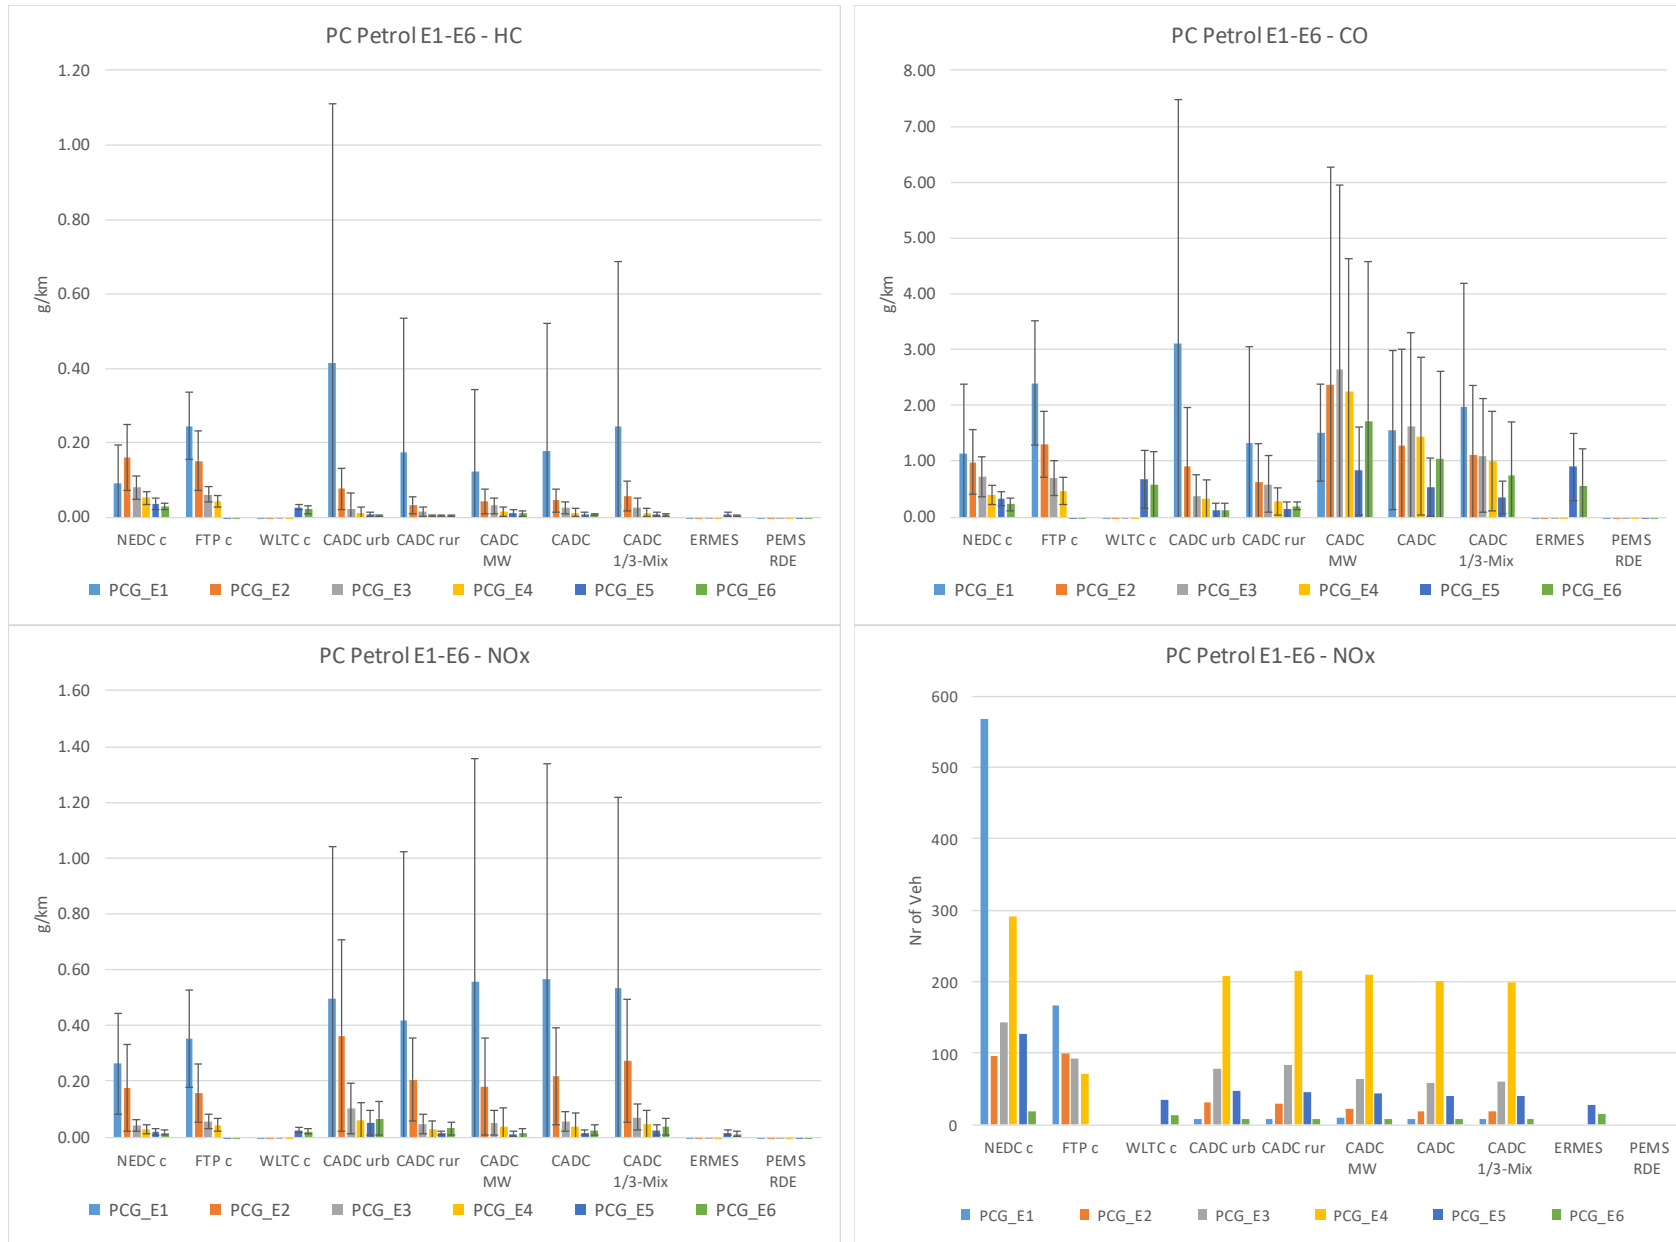 PC Petrol E1-E6 - HC
1.20
1.00
0.80
0.60
0.40
0.20
0.00
g/km
NEDC c FTP c WLTC c CADC urb CADC rur CADC MW CADC CADC 1/3-Mix ERMES PEMS RDE
PCG_E1 PCG_E2 PCG_E3 PCG_E4 PCG_E5 PCG_E6
PC Petrol E1-E6 - CO
8.00
7.00
6.00
5.00
4.00
3.00
2.00
1.00
0.00
g/km
NEDC c FTP c WLTC c CADC urb CADC rur CADC MW CADC CADC 1/3-Mix ERMES PEMS RDE
PCG_E1 PCG_E2 PCG_E3 PCG_E4 PCG_E5 PCG_E6
PC Petrol E1-E6 - NOx
1.60
1.40
1.20
1.00
0.80
0.60
0.40
0.20
0.00
g/km
NEDC c FTP c WLTC c CADC urb CADC rur CADC MW CADC CADC 1/3-Mix ERMES PEMS RDE
PCG_E1 PCG_E2 PCG_E3 PCG_E4 PCG_E5 PCG_E6
PC Petrol E1-E6 - NOx
600
500
400
300
200
100
0
Nr of Veh
NEDC c FTP c WLTC c CADC urb CADC rur CADC MW CADC CADC 1/3-Mix ERMES PEMS RDE
PCG_E1 PCG_E2 PCG_E3 PCG_E4 PCG_E5 PCG_E6